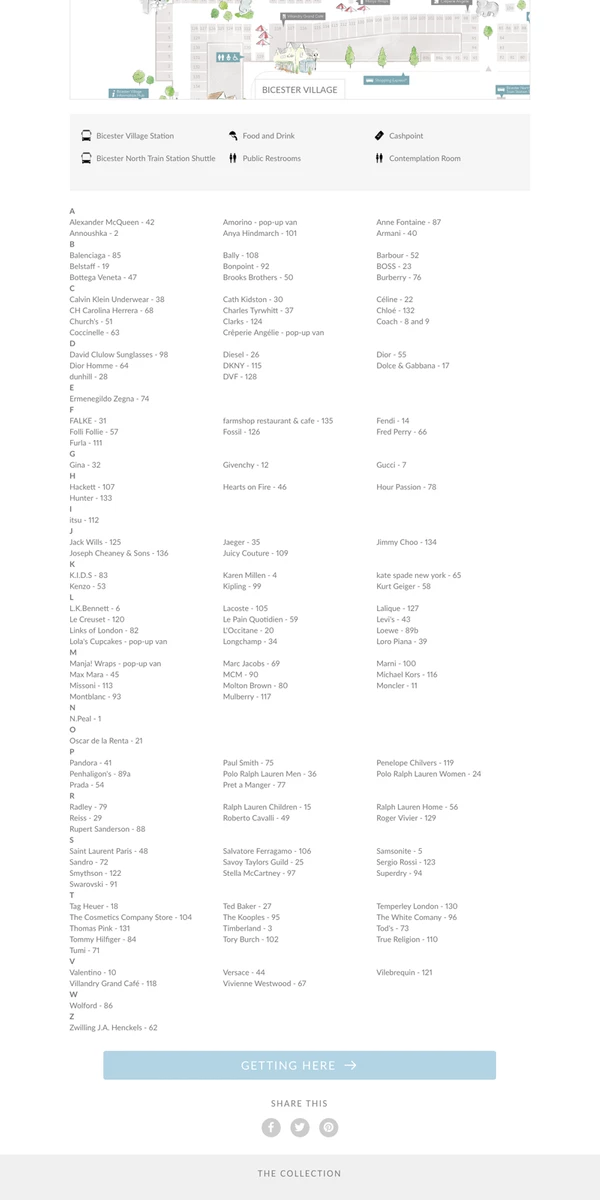 BICESTER VILLAGE
Bicester Village Station Food and Drink Cashpoint
Bicester North Train Station Shuttle Public Restrooms Contemplation Room
A
Alexander McQueen - 42 Amorino - pop-up van Anne Fontaine - 87
Annoushka - 2 Anya Hindmarch - 101 Armani - 40
B
Balenciaga - 85 Bally - 108 Barbour - 52
Belstaff - 19 Bonpoint - 92 BOSS - 23
Bottega Veneta - 47 Brooks Brothers - 50 Burberry - 76
C
Calvin Klein Underwear - 38 Cath Kidston - 30 Céline - 22
CH Carolina Herrera - 68 Charles Tyrwhitt - 37 Chloé - 132
Church's - 51 Clarks - 124 Coach - 8 and 9
Coccinelle - 63 Crêperie Angélie - pop-up van
D
David Clulow Sunglasses - 98 Diesel - 26 Dior - 55
Dior Homme - 64 DKNY - 115 Dolce & Gabbana - 17
dunhill - 28 DVF - 128
E
Ermenegildo Zegna - 74
F
FALKE - 31 farmshop restaurant & cafe - 135 Fendi - 14
Folli Follie - 57 Fossil - 126 Fred Perry - 66
Furla - 111
G
Gina - 32 Givenchy - 12 Gucci - 7
H
Hackett - 107 Hearts on Fire - 46 Hour Passion - 78
Hunter - 133
I
itsu - 112
J
Jack Wills - 125 Jaeger - 35 Jimmy Choo - 134
Joseph Cheaney & Sons - 136 Juicy Couture - 109
K
K.I.D.S - 83 Karen Millen - 4 kate spade new york - 65
Kenzo - 53 Kipling - 99 Kurt Geiger - 58
L
L.K.Bennett - 6 Lacoste - 105 Lalique - 127
Le Creuset - 120 Le Pain Quotidien - 59 Levi's - 43
Links of London - 82 L'Occitane - 20 Loewe - 89b
Lola's Cupcakes - pop-up van Longchamp - 34 Loro Piana - 39
M
Manja! Wraps - pop-up van Marc Jacobs - 69 Marni - 100
Max Mara - 45 MCM - 90 Michael Kors - 116
Missoni - 113 Molton Brown - 80 Moncler - 11
Montblanc - 93 Mulberry - 117
N
N.Peal - 1
O
Oscar de la Renta - 21
P
Pandora - 41 Paul Smith - 75 Penelope Chilvers - 119
Penhaligon's - 89a Polo Ralph Lauren Men - 36 Polo Ralph Lauren Women - 24
Prada - 54 Pret a Manger - 77
R
Radley - 79 Ralph Lauren Children - 15 Ralph Lauren Home - 56
Reiss - 29 Roberto Cavalli - 49 Roger Vivier - 129
Rupert Sanderson - 88
S
Saint Laurent Paris - 48 Salvatore Ferragamo - 106 Samsonite - 5
Sandro - 72 Savoy Taylors Guild - 25 Sergio Rossi - 123
Smythson - 122 Stella McCartney - 97 Superdry - 94
Swarovski - 91
T
Tag Heuer - 18 Ted Baker - 27 Temperley London - 130
The Cosmetics Company Store - 104 The Kooples - 95 The White Comany - 96
Thomas Pink - 131 Timberland - 3 Tod's - 73
Tommy Hilfiger - 84 Tory Burch - 102 True Religion - 110
Tumi - 71
V
Valentino - 10 Versace - 44 Vilebrequin - 121
Villandry Grand Café - 118 Vivienne Westwood - 67
W
Wolford - 86
Z
Zwilling J.A. Henckels - 62
GETTING HERE →
SHARE THIS
THE COLLECTION